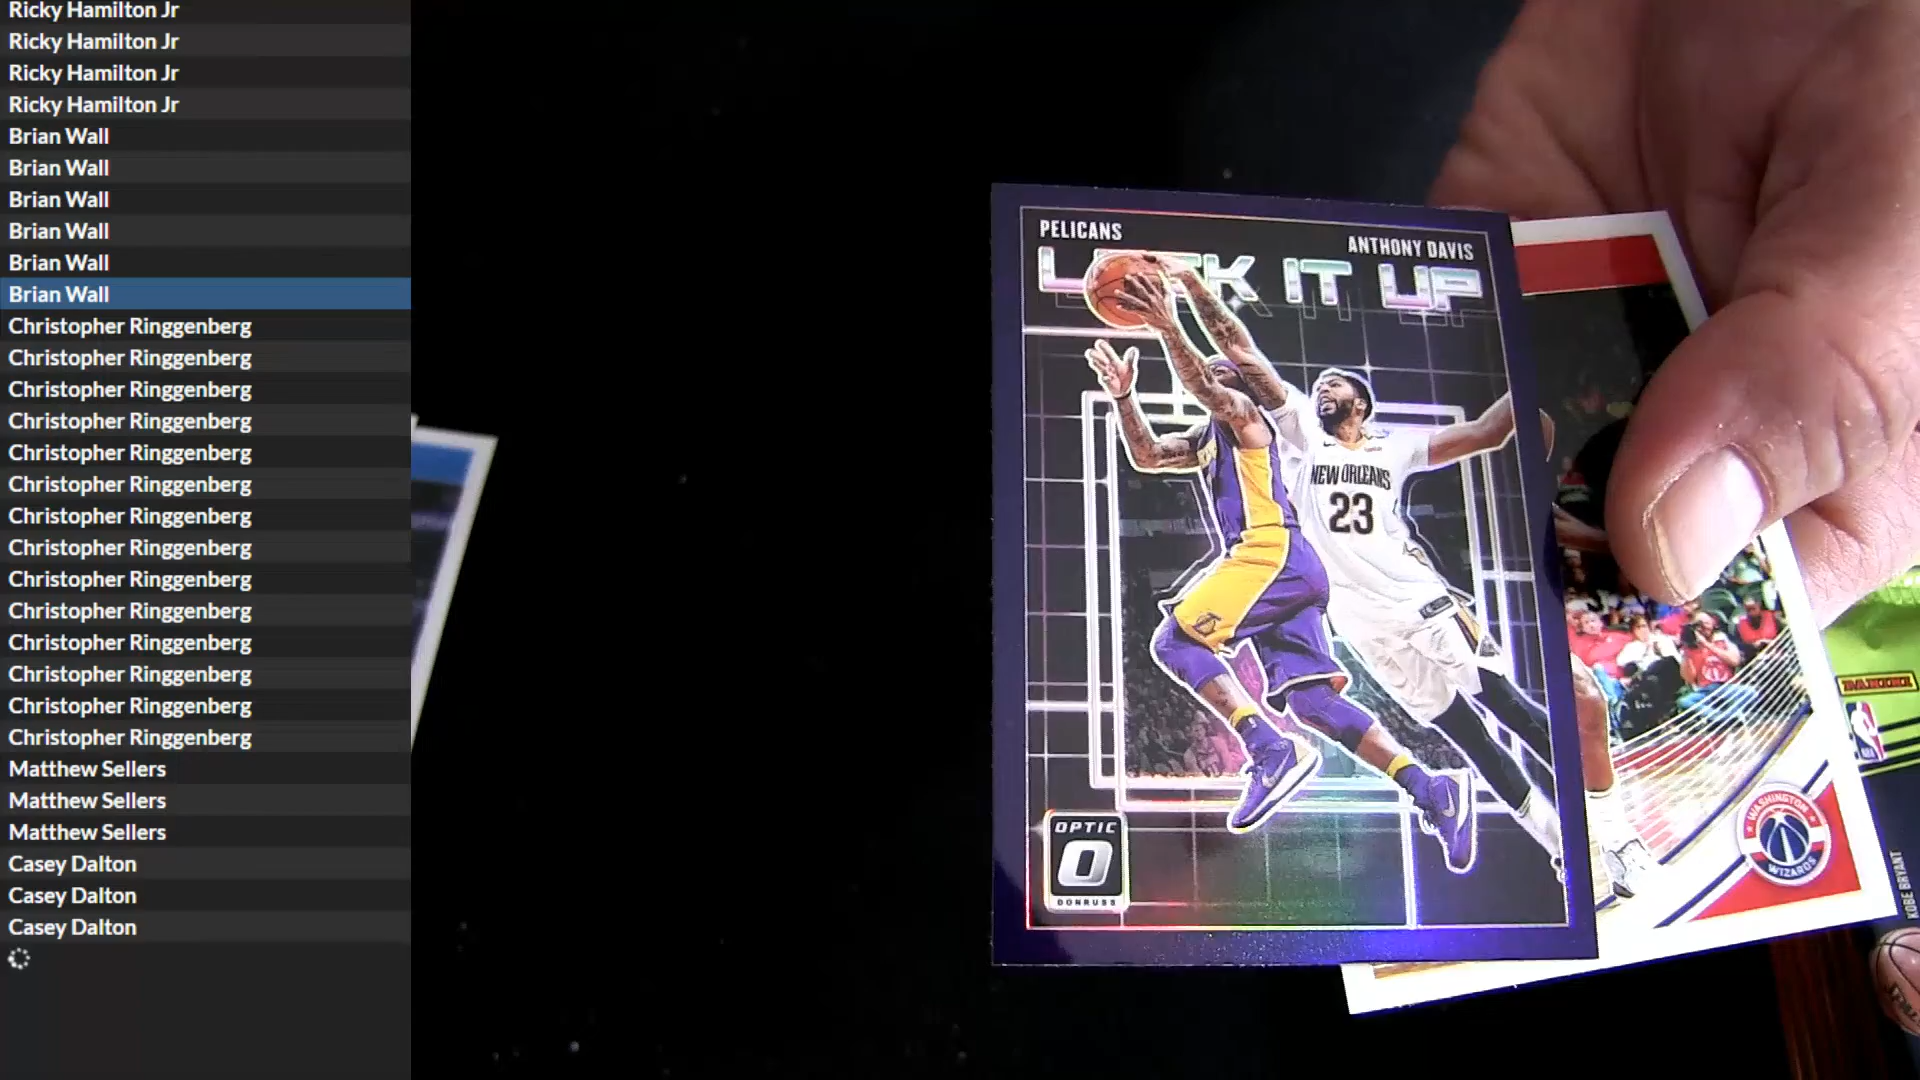 Ricky Hamilton Jr
Ricky Hamilton Jr
Ricky Hamilton Jr
Ricky Hamilton Jr
Brian Wall
Brian Wall
Brian Wall
Brian Wall
Brian Wall
Brian Wall
Christopher Ringgenberg
Christopher Ringgenberg
Christopher Ringgenberg
Christopher Ringgenberg
Christopher Ringgenberg
Christopher Ringgenberg
Christopher Ringgenberg
Christopher Ringgenberg
Christopher Ringgenberg
Christopher Ringgenberg
Christopher Ringgenberg
Christopher Ringgenberg
Christopher Ringgenberg
Christopher Ringgenberg
Matthew Sellers
Matthew Sellers
Matthew Sellers
Casey Dalton
Casey Dalton
Casey Dalton
PELICANS
ANTHONY DAVIS
IT UP
NEW ORLEANS
23
OPTIC
DONRUSS
WASHINGTON
WIZARDS
PANINI
NBA
KOBE BRYANT